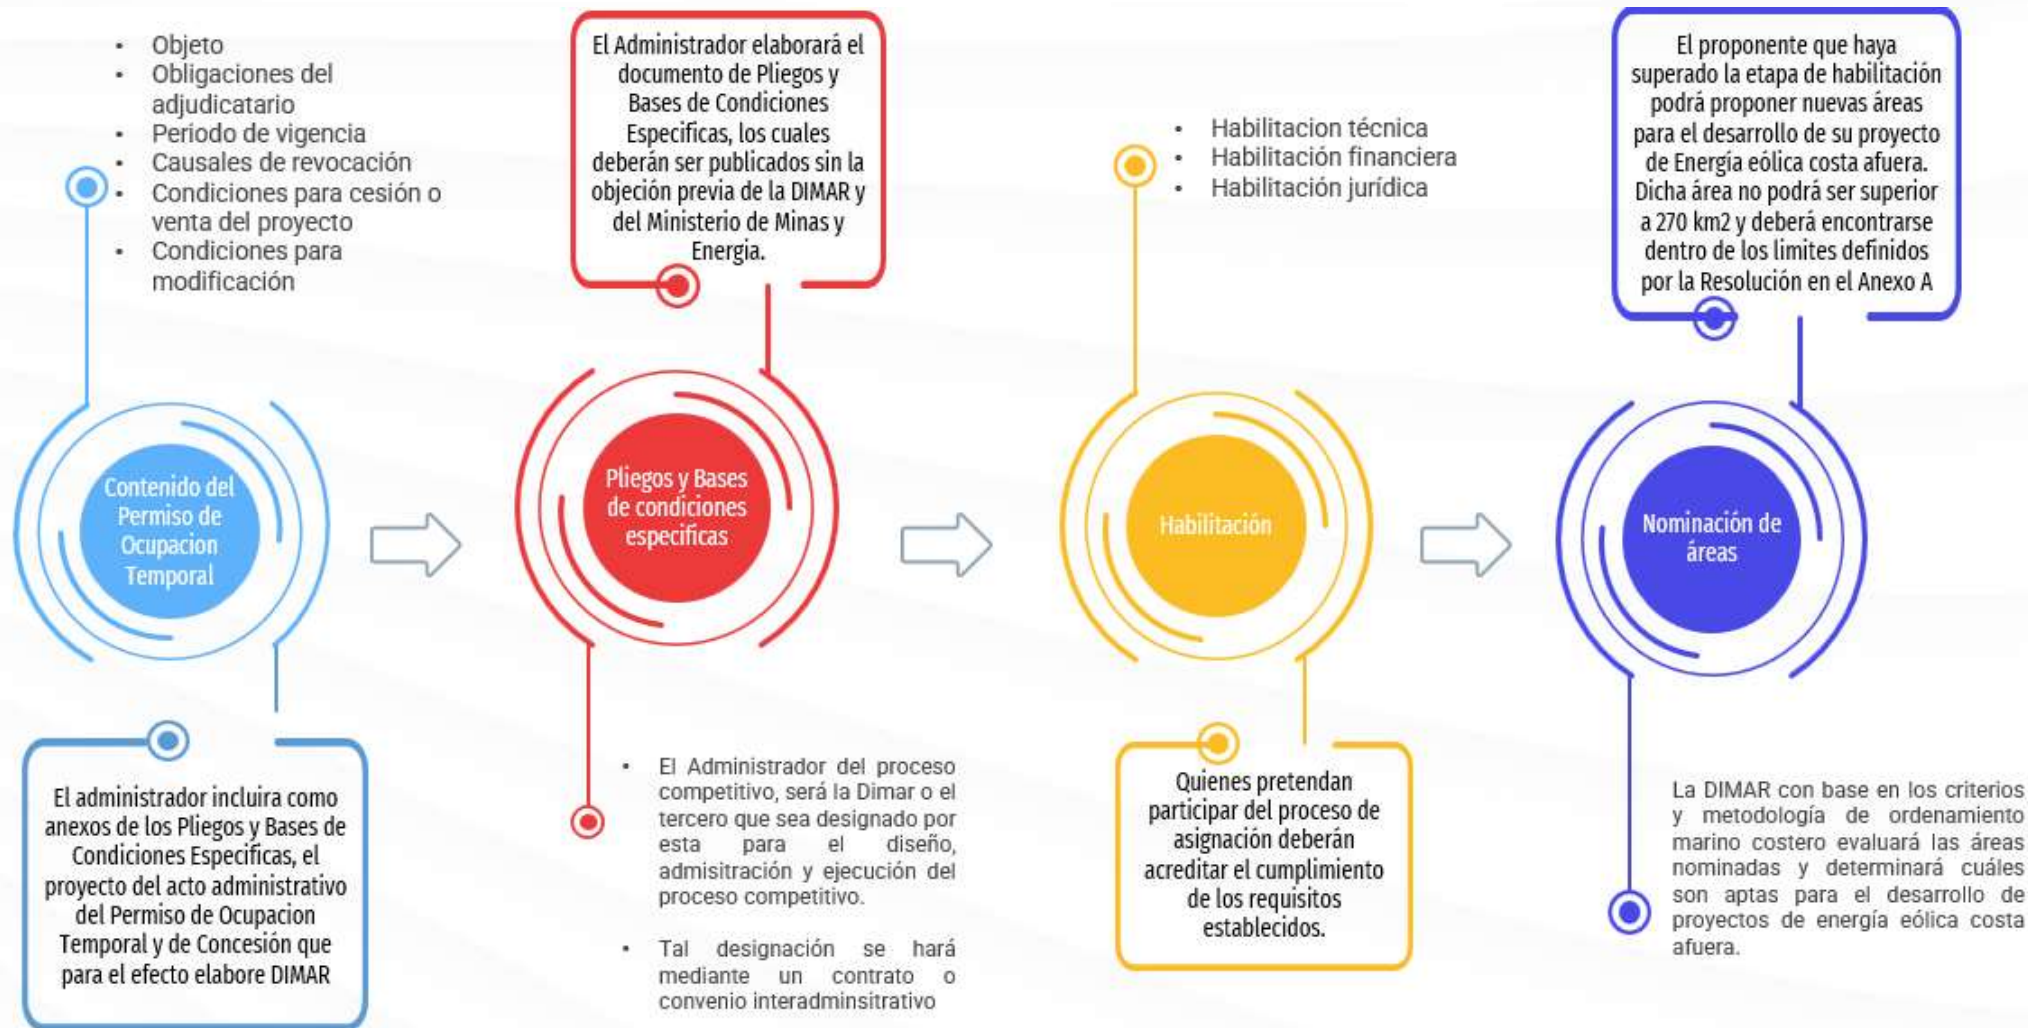 • Objeto
• Obligaciones del
adjudicatario
• Periodo de vigencia
• Causales de revocación
• Condiciones para cesión o
venta del proyecto
• Condiciones para
modificación
Contenido del
Permiso de
Ocupacion
Temporal
El administrador incluira como
anexos de los Pliegos y Bases de
Condiciones Especificas, el
proyecto del acto administrativo
del Permiso de Ocupacion
Temporal y de Concesión que
para el efecto elabore DIMAR
El Administrador elaborará el
documento de Pliegos y
Bases de Condiciones
Especificas, los cuales
deberán ser publicados sin la
objeción previa de la DIMAR y
del Ministerio de Minas y
Energia.
Pliegos y Bases
de condiciones
especificas
• El Administrador del proceso
competitivo, será la Dimar o el
tercero que sea designado por
esta para el diseño,
admisitración y ejecución del
proceso competitivo.
• Tal designación se hará
mediante un contrato o
convenio interadminsitrativo
• Habilitacion técnica
• Habilitación financiera
• Habilitación jurídica
Habilitación
Quienes pretendan
participar del proceso de
asignación deberán
acreditar el cumplimiento
de los requisitos
establecidos.
El proponente que haya
superado la etapa de habilitación
podrá proponer nuevas áreas
para el desarrollo de su proyecto
de Energía eólica costa afuera.
Dicha área no podrá ser superior
a 270 km2 y deberá encontrarse
dentro de los limites definidos
por la Resolución en el Anexo A
Nominación de
áreas
La DIMAR con base en los criterios
y metodología de ordenamiento
marino costero evaluará las áreas
nominadas y determinará cuáles
son aptas para el desarrollo de
proyectos de energía eólica costa
afuera.